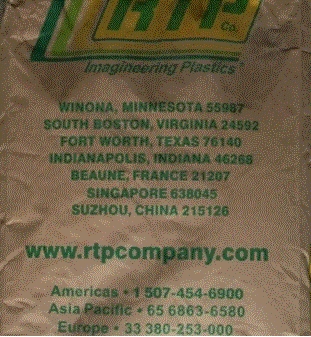 RTP
Co.
Imagineering Plastics®
WINONA, MINNESOTA 55987
SOUTH BOSTON, VIRGINIA 24592
FORT WORTH, TEXAS 76140
INDIANAPOLIS, INDIANA 46268
BEAUNE, FRANCE 21207
SINGAPORE 638045
SUZHOU, CHINA 215126
www.rtpcompany.com
Americas • 1 507-454-6900
Asia Pacific • 65 6863-6580
Europe • 33 380-253-000